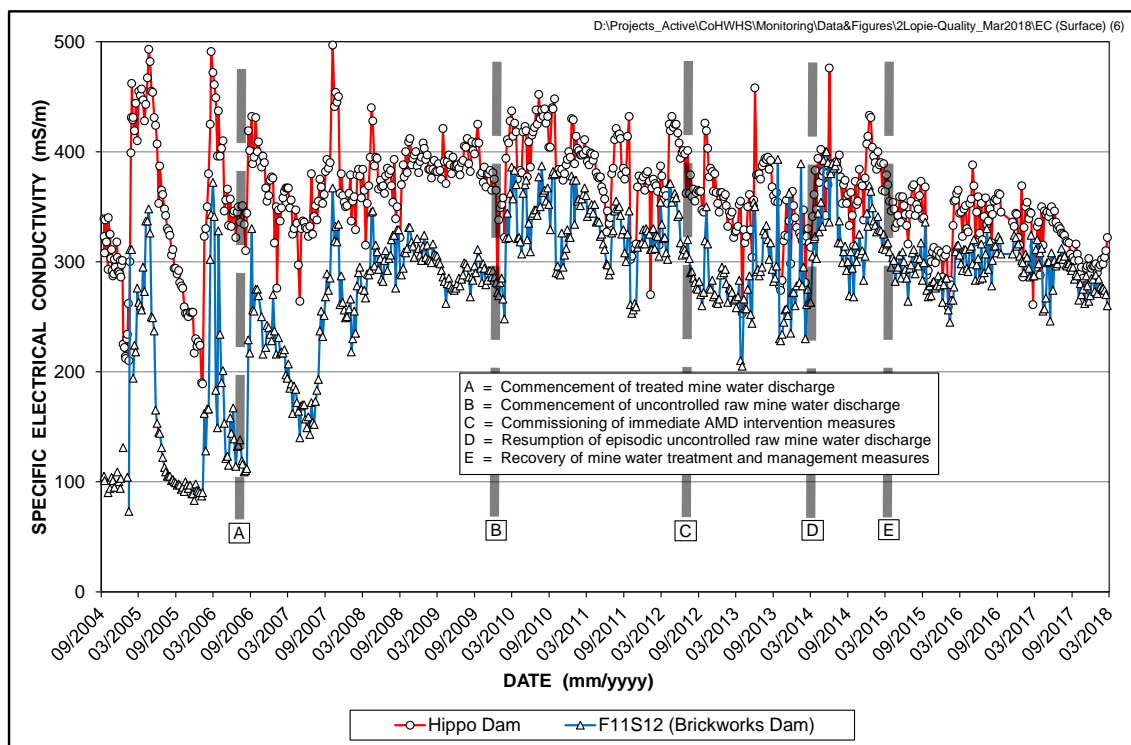 D:\Projects_Active\CoHWHS\Monitoring\Data&Figures\2Lopie-Quality_Mar2018\EC (Surface) (6)
SPECIFIC ELECTRICAL CONDUCTIVITY (mS/m)
500
400
300
200
100
0
A = Commencement of treated mine water discharge
B = Commencement of uncontrolled raw mine water discharge
C = Commissioning of immediate AMD intervention measures
D = Resumption of episodic uncontrolled raw mine water discharge
E = Recovery of mine water treatment and management measures
A
B
C
D
E
09/2004
03/2005
09/2005
03/2006
09/2006
03/2007
09/2007
03/2008
09/2008
03/2009
09/2009
03/2010
09/2010
03/2011
09/2011
03/2012
09/2012
03/2013
09/2013
03/2014
09/2014
03/2015
09/2015
03/2016
09/2016
03/2017
09/2017
03/2018
DATE (mm/yyyy)
Hippo Dam
F11S12 (Brickworks Dam)